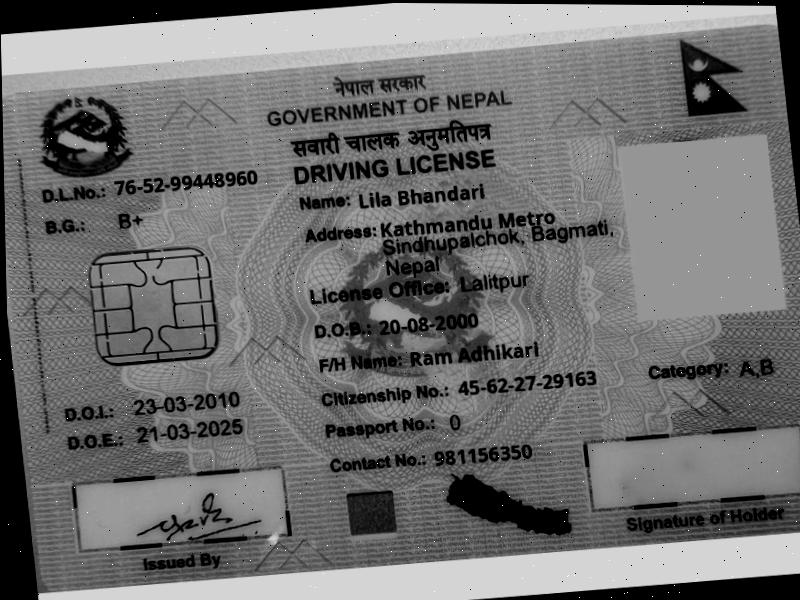 नेपाल सरकार
GOVERNMENT OF NEPAL
सवारी चालक अनुमतिपत्र
DRIVING LICENSE
D.L.No.: 76-52-99448960
B.G.: B+
Name: Lila Bhandari
Address: Kathmandu Metro
Sindhupalchok, Bagmati,
Nepal
License Office: Lalitpur
D.O.B.: 20-08-2000
F/H Name: Ram Adhikari
Citizenship No.: 45-62-27-29163
Category: A,B
Passport No.: 0
Contact No.: 981156350
D.O.I.: 23-03-2010
D.O.E.: 21-03-2025
Issued By
Signature of Holder